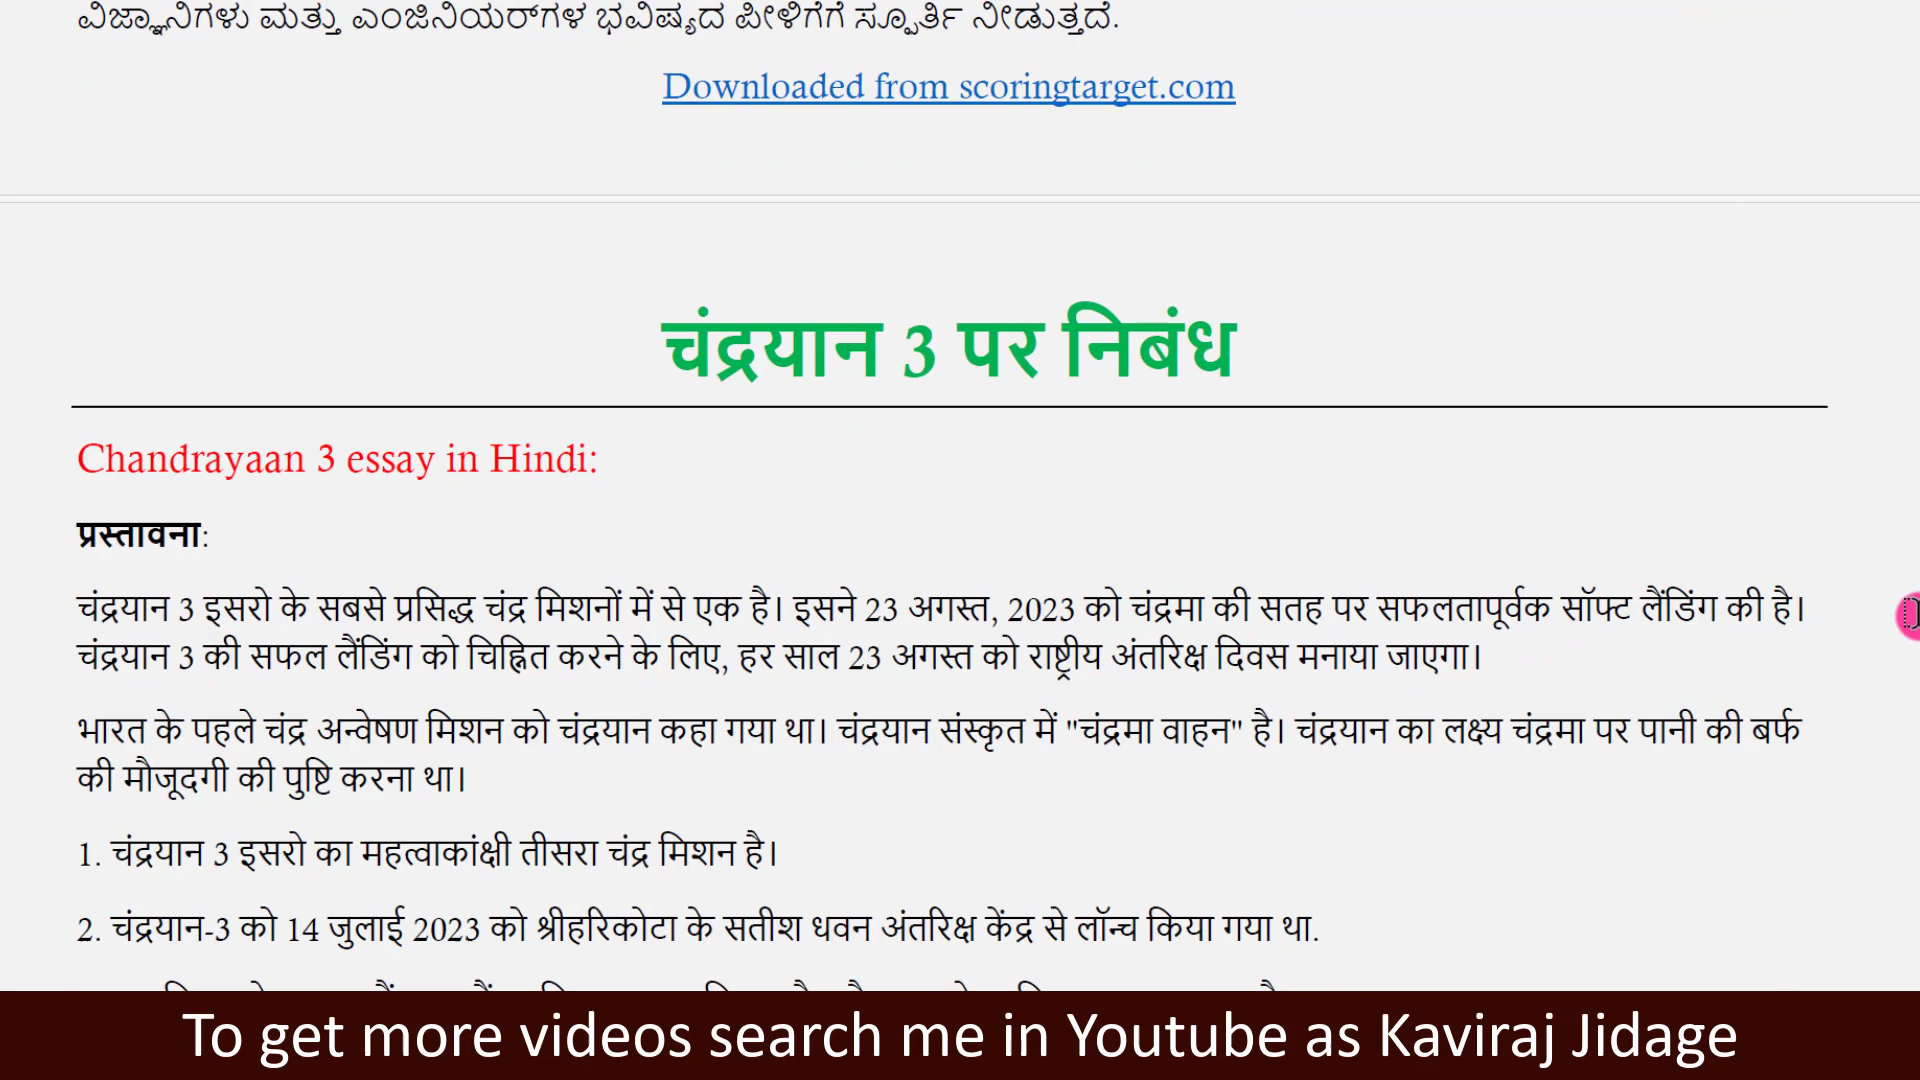 ವಿಜ್ಞಾನಿಗಳು ಮತ್ತು ಎಂಜಿನಿಯರ್‌ಗಳ ಭವಿಷ್ಯದ ಪೀಳಿಗೆಗೆ ಸ್ಫೂರ್ತಿ ನೀಡುತ್ತದೆ.
Downloaded from scoringtarget.com
चंद्रयान 3 पर निबंध
Chandrayaan 3 essay in Hindi:
प्रस्तावना:
चंद्रयान 3 इसरो के सबसे प्रसिद्ध चंद्र मिशनों में से एक है। इसने 23 अगस्त, 2023 को चंद्रमा की सतह पर सफलतापूर्वक सॉफ्ट लैंडिंग की है।
चंद्रयान 3 की सफल लैंडिंग को चिह्नित करने के लिए, हर साल 23 अगस्त को राष्ट्रीय अंतरिक्ष दिवस मनाया जाएगा।
भारत के पहले चंद्र अन्वेषण मिशन को चंद्रयान कहा गया था। चंद्रयान संस्कृत में "चंद्रमा वाहन" है। चंद्रयान का लक्ष्य चंद्रमा पर पानी की बर्फ
की मौजूदगी की पुष्टि करना था।
1. चंद्रयान 3 इसरो का महत्वाकांक्षी तीसरा चंद्र मिशन है।
2. चंद्रयान-3 को 14 जुलाई 2023 को श्रीहरिकोटा के सतीश धवन अंतरिक्ष केंद्र से लॉन्च किया गया था.
To get more videos search me in Youtube as Kaviraj Jidage